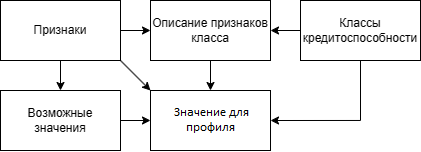 Признаки
Описание признаков
класса
Классы
кредитоспособности
Возможные
значения
Значение для
профиля